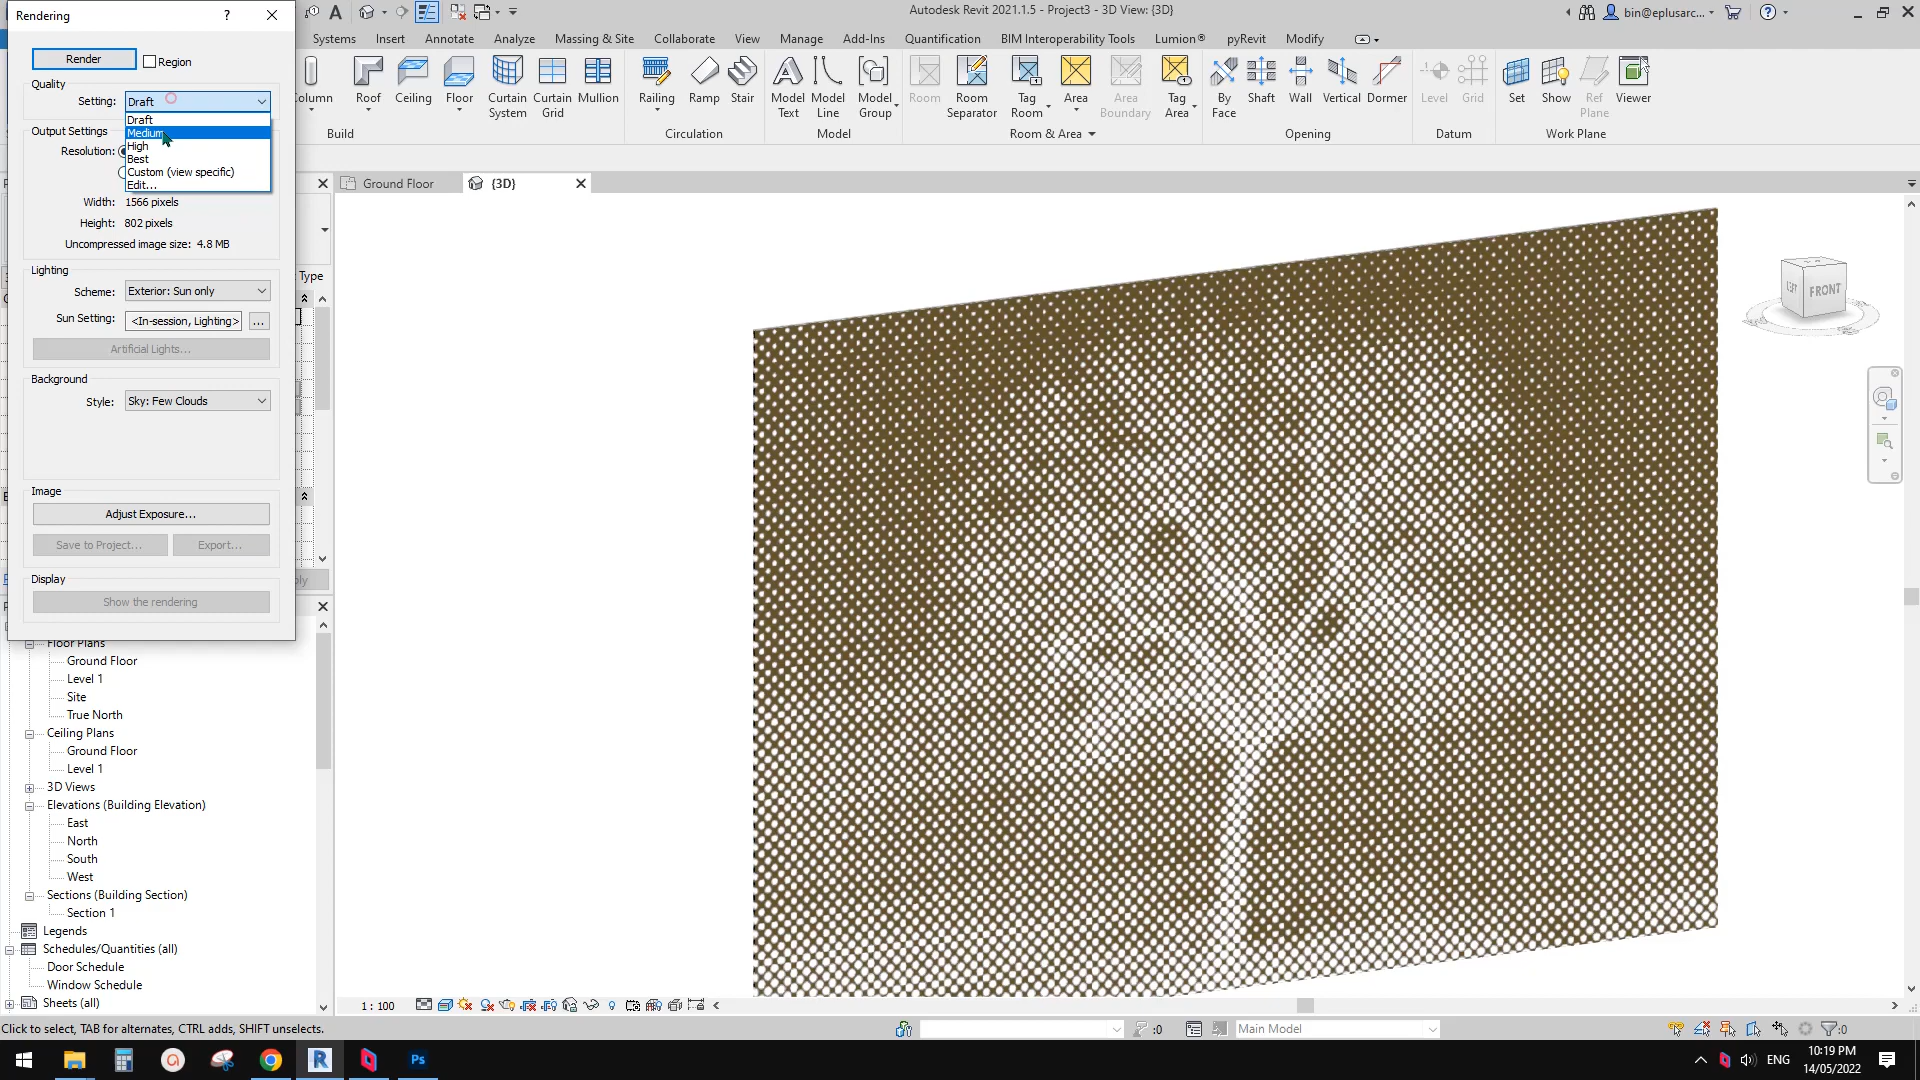 Rendering
?
Autodesk Revit 2021.1.5 - Project3 - 3D View: {3D}
bin@eplusarc...
Systems Insert Annotate Analyze Massing & Site Collaborate View Manage Add-Ins Quantification BIM Interoperability Tools Lumion® pyRevit Modify
Render
Region
Quality
Setting: Draft
Draft
Medium
High
Best
Custom (view specific)
Edit...
Output Settings
Resolution:
Width: 1566 pixels
Height: 802 pixels
Uncompressed image size: 4.8 MB
Lighting
Scheme: Exterior: Sun only
Sun Setting: <In-session, Lighting> ...
Artificial Lights...
Background
Style: Sky: Few Clouds
Image
Adjust Exposure...
Save to Project... Export...
Display
Show the rendering
Column
Roof
Ceiling
Floor
Curtain System
Curtain Grid
Mullion
Build
Railing
Ramp
Stair
Circulation
Model Text
Model Line
Model Group
Model
Room
Room Separator
Tag Room
Area
Area Boundary
Tag Area
Room & Area
By Face
Shaft
Wall
Vertical
Dormer
Opening
Level
Grid
Datum
Set
Show
Ref Plane
Viewer
Work Plane
Ground Floor
{3D}
Type
LEFT
FRONT
Floor Plans
Ground Floor
Level 1
Site
True North
Ceiling Plans
Ground Floor
Level 1
3D Views
Elevations (Building Elevation)
East
North
South
West
Sections (Building Section)
Section 1
Legends
Schedules/Quantities (all)
Door Schedule
Window Schedule
Sheets (all)
1 : 100
Click to select, TAB for alternates, CTRL adds, SHIFT unselects.
:0
Main Model
:0
Ps
ENG
10:19 PM
14/05/2022